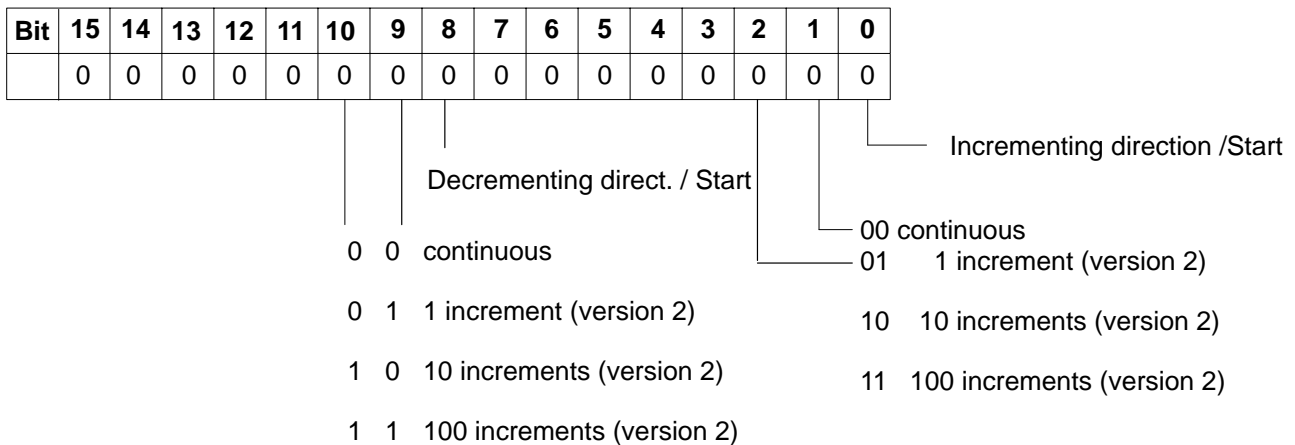 Bit 15 14 13 12 11 10 9 8 7 6 5 4 3 2 1 0
0 0 0 0 0 0 0 0 0 0 0 0 0 0 0 0
Incrementing direction /Start
Decrementing direct. / Start
0 0 continuous
0 1 1 increment (version 2)
1 0 10 increments (version 2)
1 1 100 increments (version 2)
00 continuous
01 1 increment (version 2)
10 10 increments (version 2)
11 100 increments (version 2)